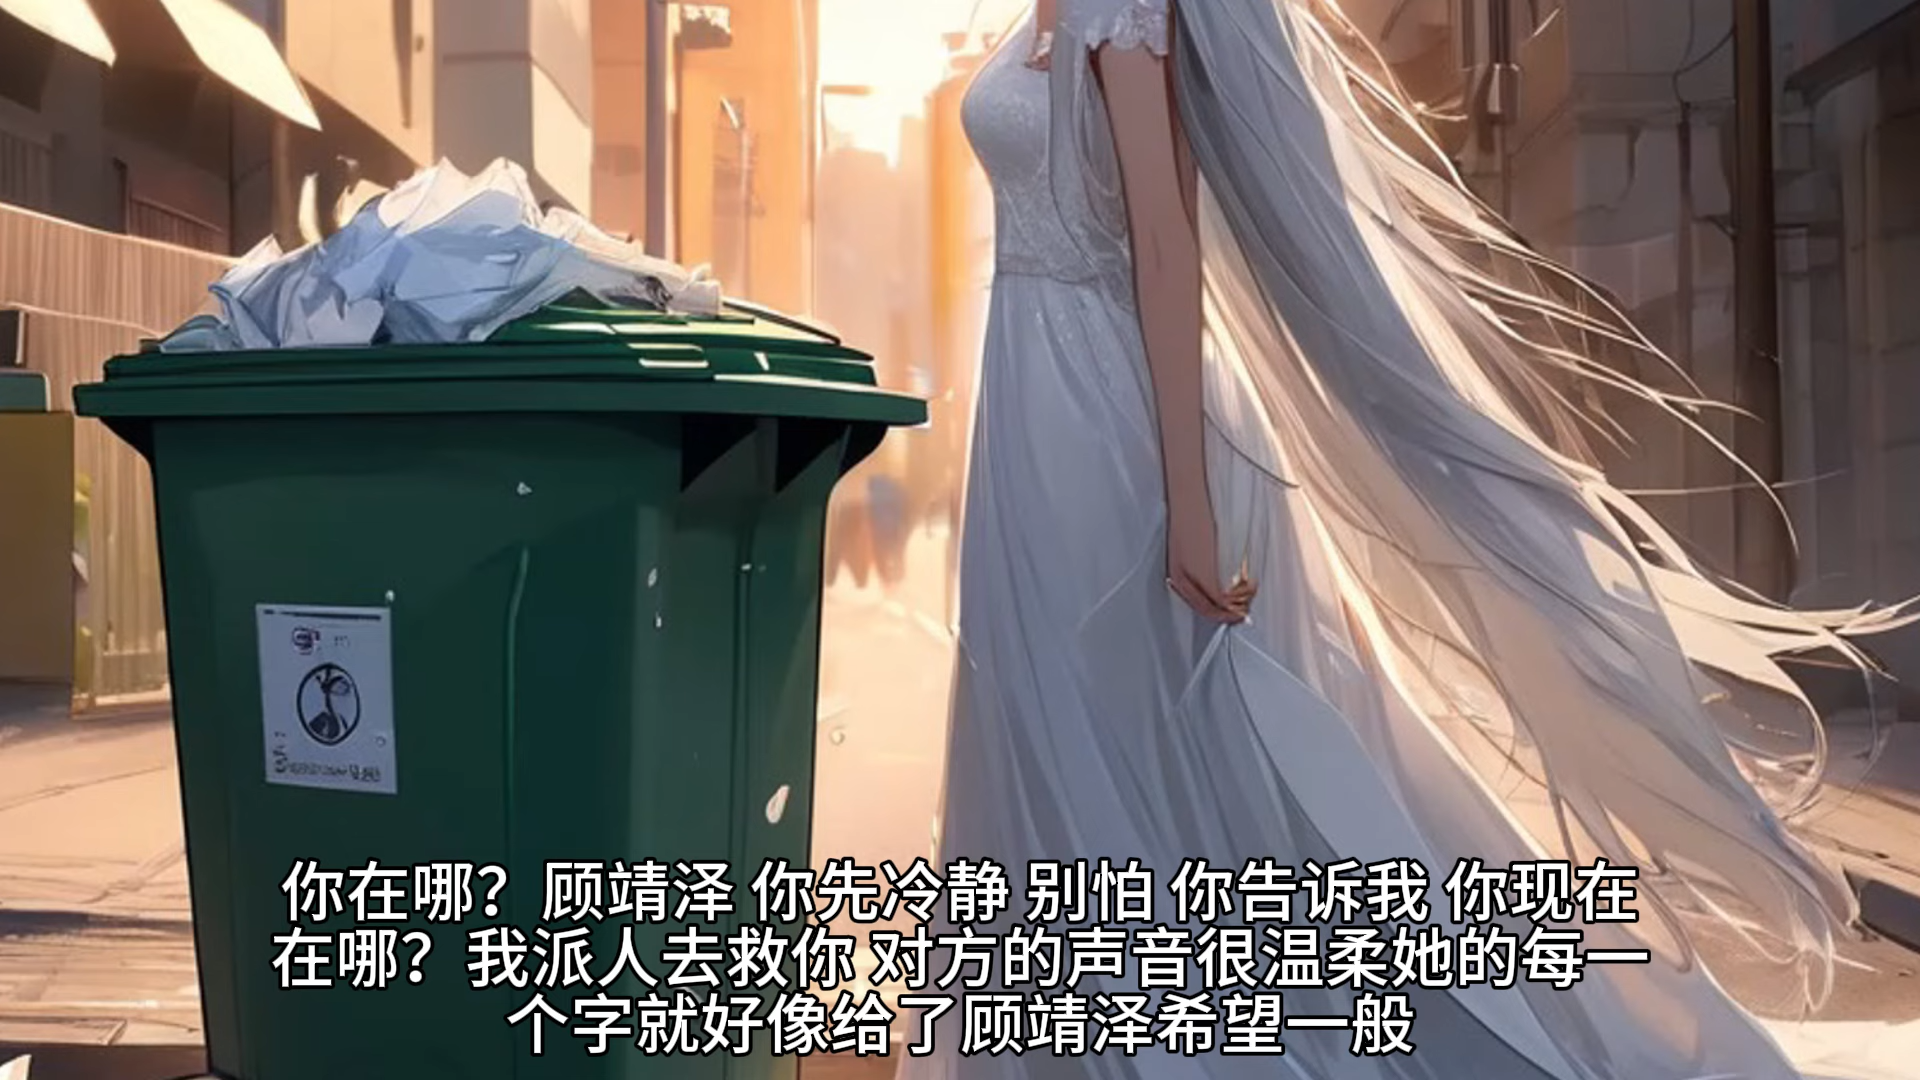 你在哪？顾靖泽 你先冷静 别怕 你告诉我 你现在
在哪？我派人去救你 对方的声音很温柔她的每一
个字就好像给了顾靖泽希望一般